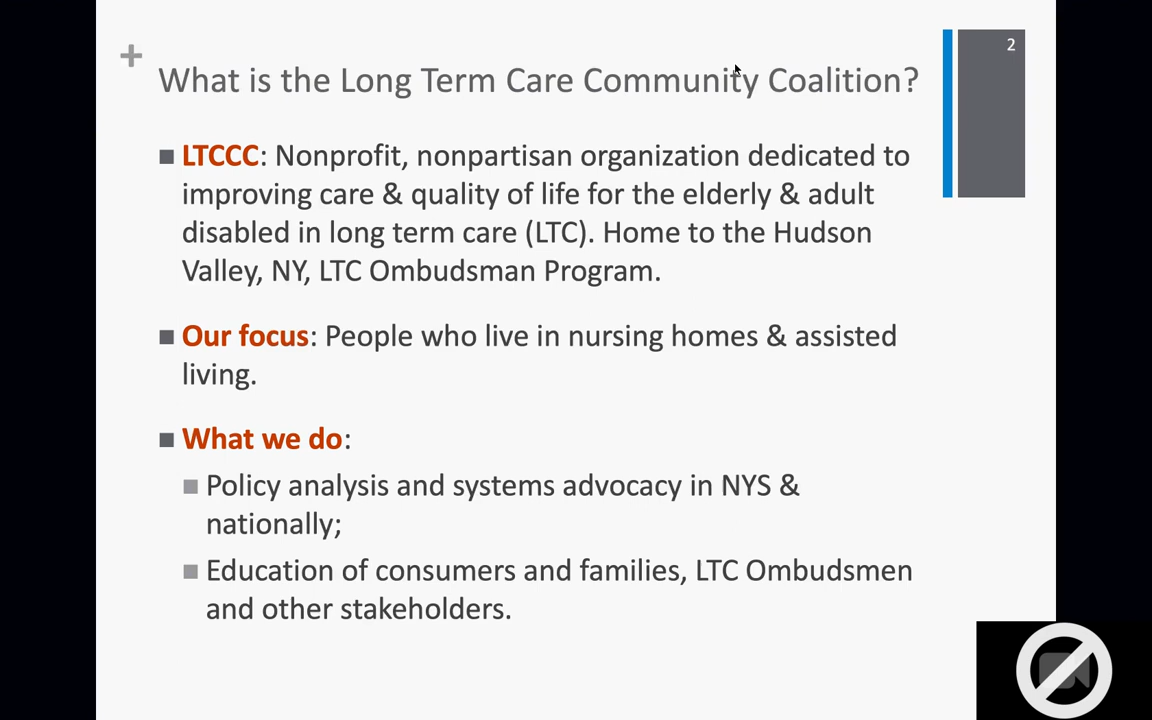 2
+
What is the Long Term Care Community Coalition?
■ LTCCC: Nonprofit, nonpartisan organization dedicated to
improving care & quality of life for the elderly & adult
disabled in long term care (LTC). Home to the Hudson
Valley, NY, LTC Ombudsman Program.
■ Our focus: People who live in nursing homes & assisted
living.
■ What we do:
■ Policy analysis and systems advocacy in NYS &
nationally;
■ Education of consumers and families, LTC Ombudsmen
and other stakeholders.